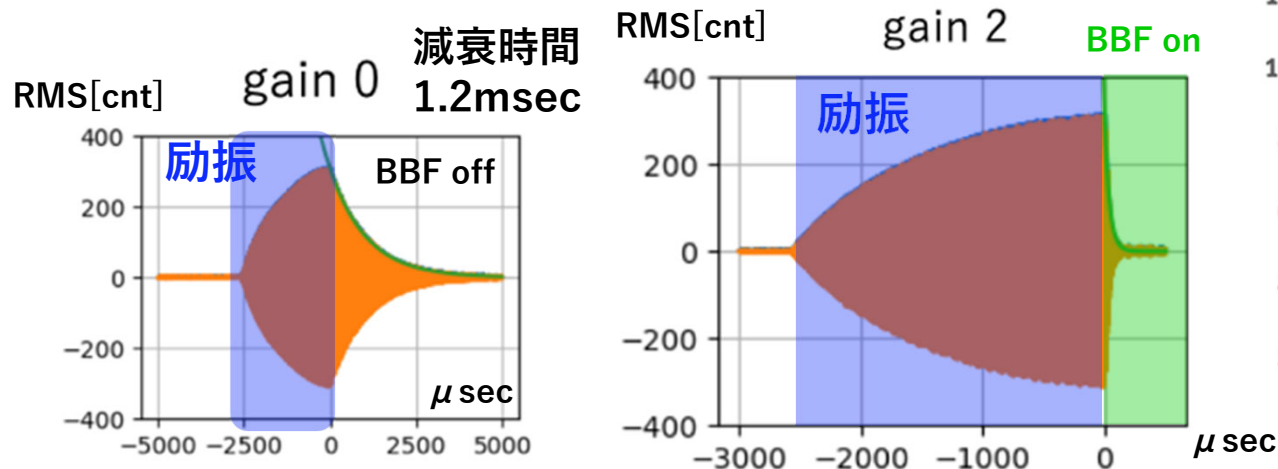 gain 0
減衰時間
1.2msec
RMS[cnt]
励振
BBF off
μsec
400
200
0
−200
−400
−5000
−2500
0
2500
5000
RMS[cnt]
gain 2
BBF on
励振
400
200
0
−200
−400
−3000
−2000
−1000
0
μsec